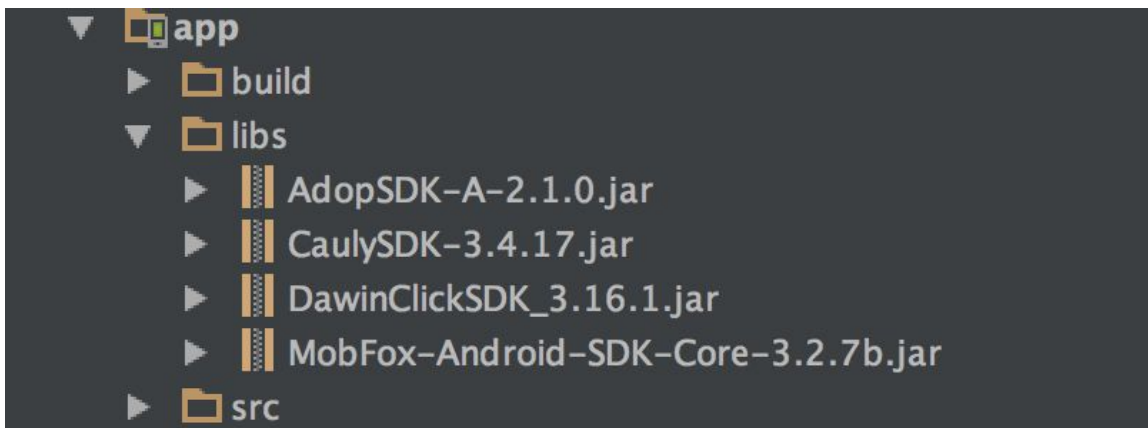 app
build
libs
AdopSDK-A-2.1.0.jar
CaulySDK-3.4.17.jar
DawinClickSDK_3.16.1.jar
MobFox-Android-SDK-Core-3.2.7b.jar
src